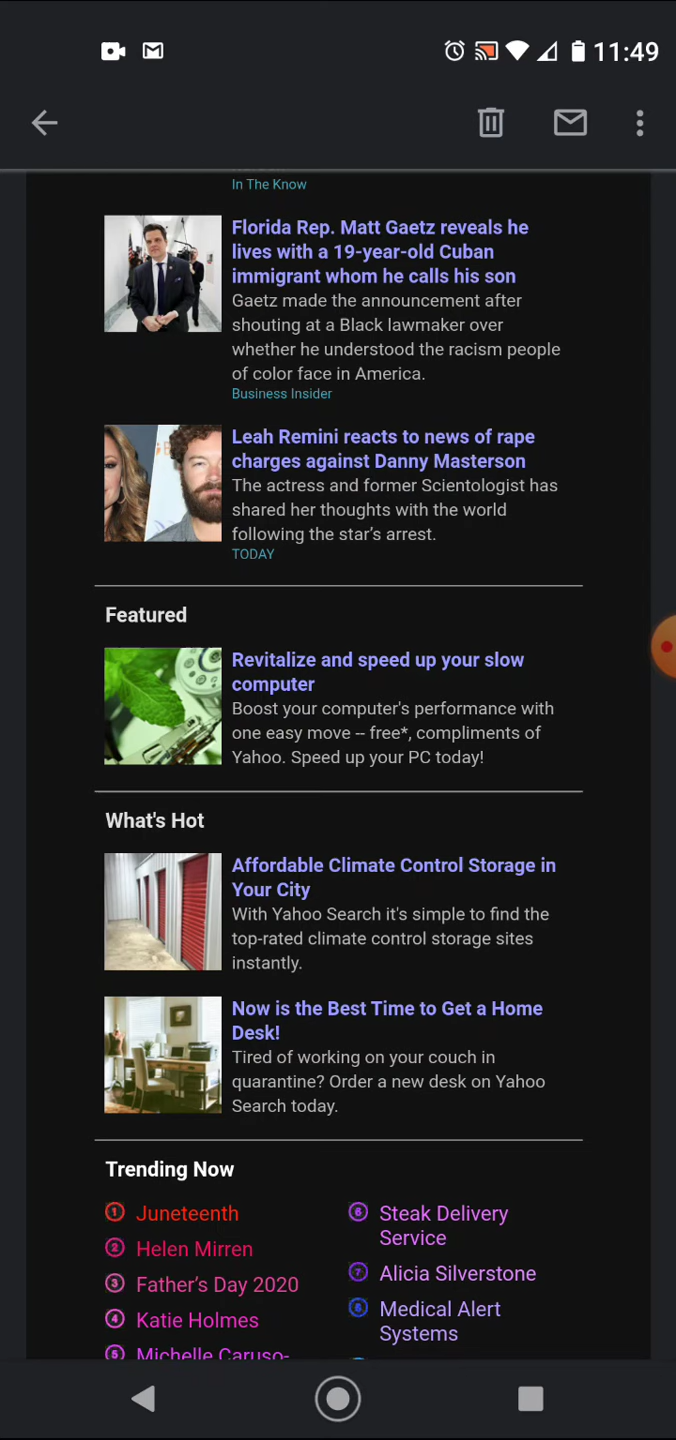 11:49
In The Know
Florida Rep. Matt Gaetz reveals he
lives with a 19-year-old Cuban
immigrant whom he calls his son
Gaetz made the announcement after
shouting at a Black lawmaker over
whether he understood the racism people
of color face in America.
Business Insider
Leah Remini reacts to news of rape
charges against Danny Masterson
The actress and former Scientologist has
shared her thoughts with the world
following the star’s arrest.
TODAY
Featured
Revitalize and speed up your slow
computer
Boost your computer's performance with
one easy move -- free*, compliments of
Yahoo. Speed up your PC today!
What's Hot
Affordable Climate Control Storage in
Your City
With Yahoo Search it's simple to find the
top-rated climate control storage sites
instantly.
Now is the Best Time to Get a Home
Desk!
Tired of working on your couch in
quarantine? Order a new desk on Yahoo
Search today.
Trending Now
1 Juneteenth
2 Helen Mirren
3 Father’s Day 2020
4 Katie Holmes
5 Michelle Caruso-
6 Steak Delivery
Service
7 Alicia Silverstone
8 Medical Alert
Systems